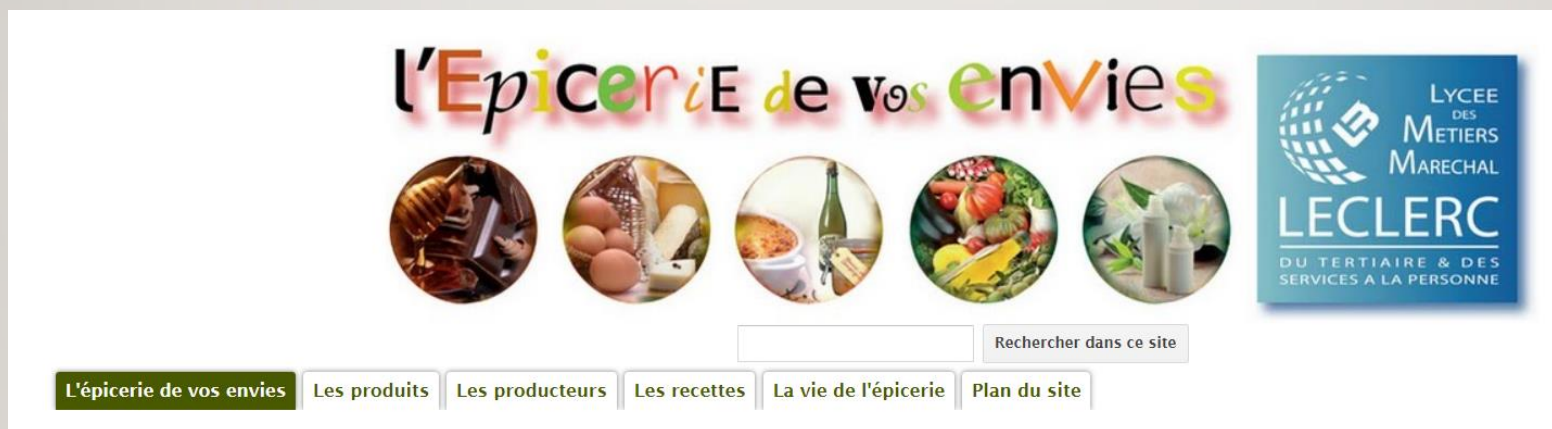 l'EpiceriE de vos enVies
LYCEE
DES
METIERS
MARECHAL
LECLERC
DU TERTIAIRE & DES
SERVICES A LA PERSONNE
Rechercher dans ce site
L'épicerie de vos envies Les produits Les producteurs Les recettes La vie de l'épicerie Plan du site